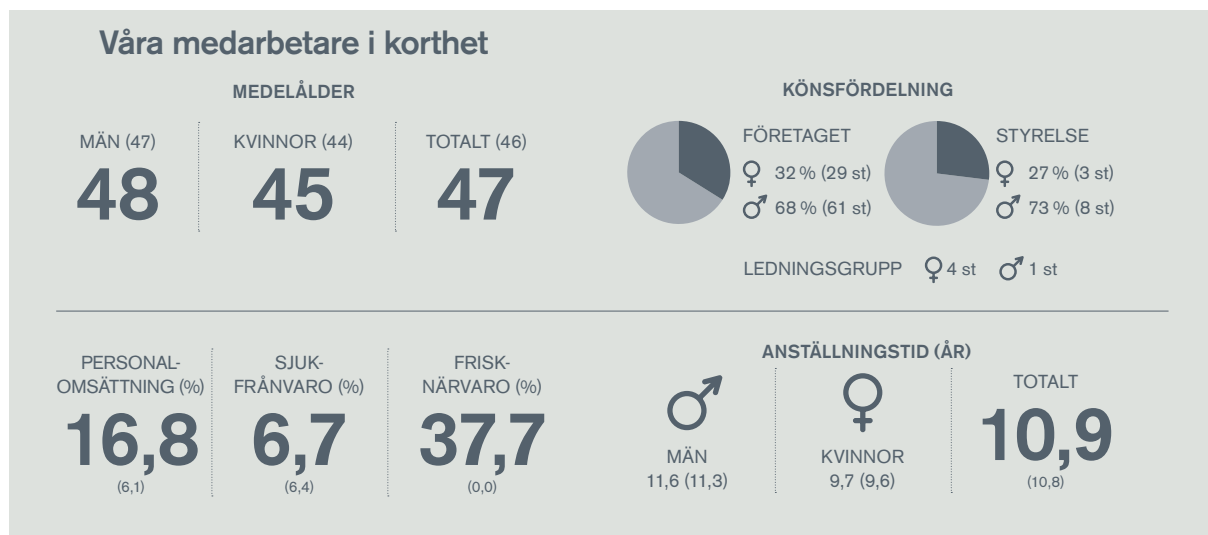 Våra medarbetare i korthet
MEDELÅLDER
MÄN (47)
48
KVINNOR (44)
45
TOTALT (46)
47
KÖNSFÖRDELNING
FÖRETAGET
♀ 32 % (29 st)
♂ 68 % (61 st)
STYRELSE
♀ 27 % (3 st)
♂ 73 % (8 st)
LEDNINGSGRUPP ♀ 4 st ♂ 1 st
PERSONAL-
OMSÄTTNING (%)
16,8
(6,1)
SJUK-
FRÅNVARO (%)
6,7
(6,4)
FRISK-
NÄRVARO (%)
37,7
(0,0)
ANSTÄLLNINGSTID (ÅR)
♂
MÄN
11,6 (11,3)
♀
KVINNOR
9,7 (9,6)
TOTALT
10,9
(10,8)